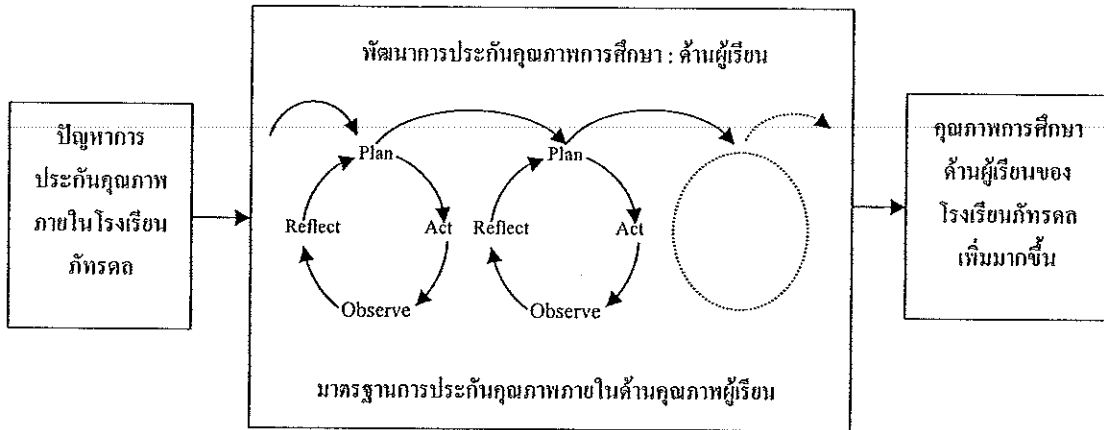 ปัญหาการ
ประกันคุณภาพ
ภายในโรงเรียน
ภัทรดล
พัฒนาการประกันคุณภาพการศึกษา : ด้านผู้เรียน
Plan
Reflect
Act
Observe
Plan
Reflect
Act
Observe
มาตรฐานการประกันคุณภาพภายในด้านคุณภาพผู้เรียน
คุณภาพการศึกษา
ด้านผู้เรียนของ
โรงเรียนภัทรดล
เพิ่มมากขึ้น